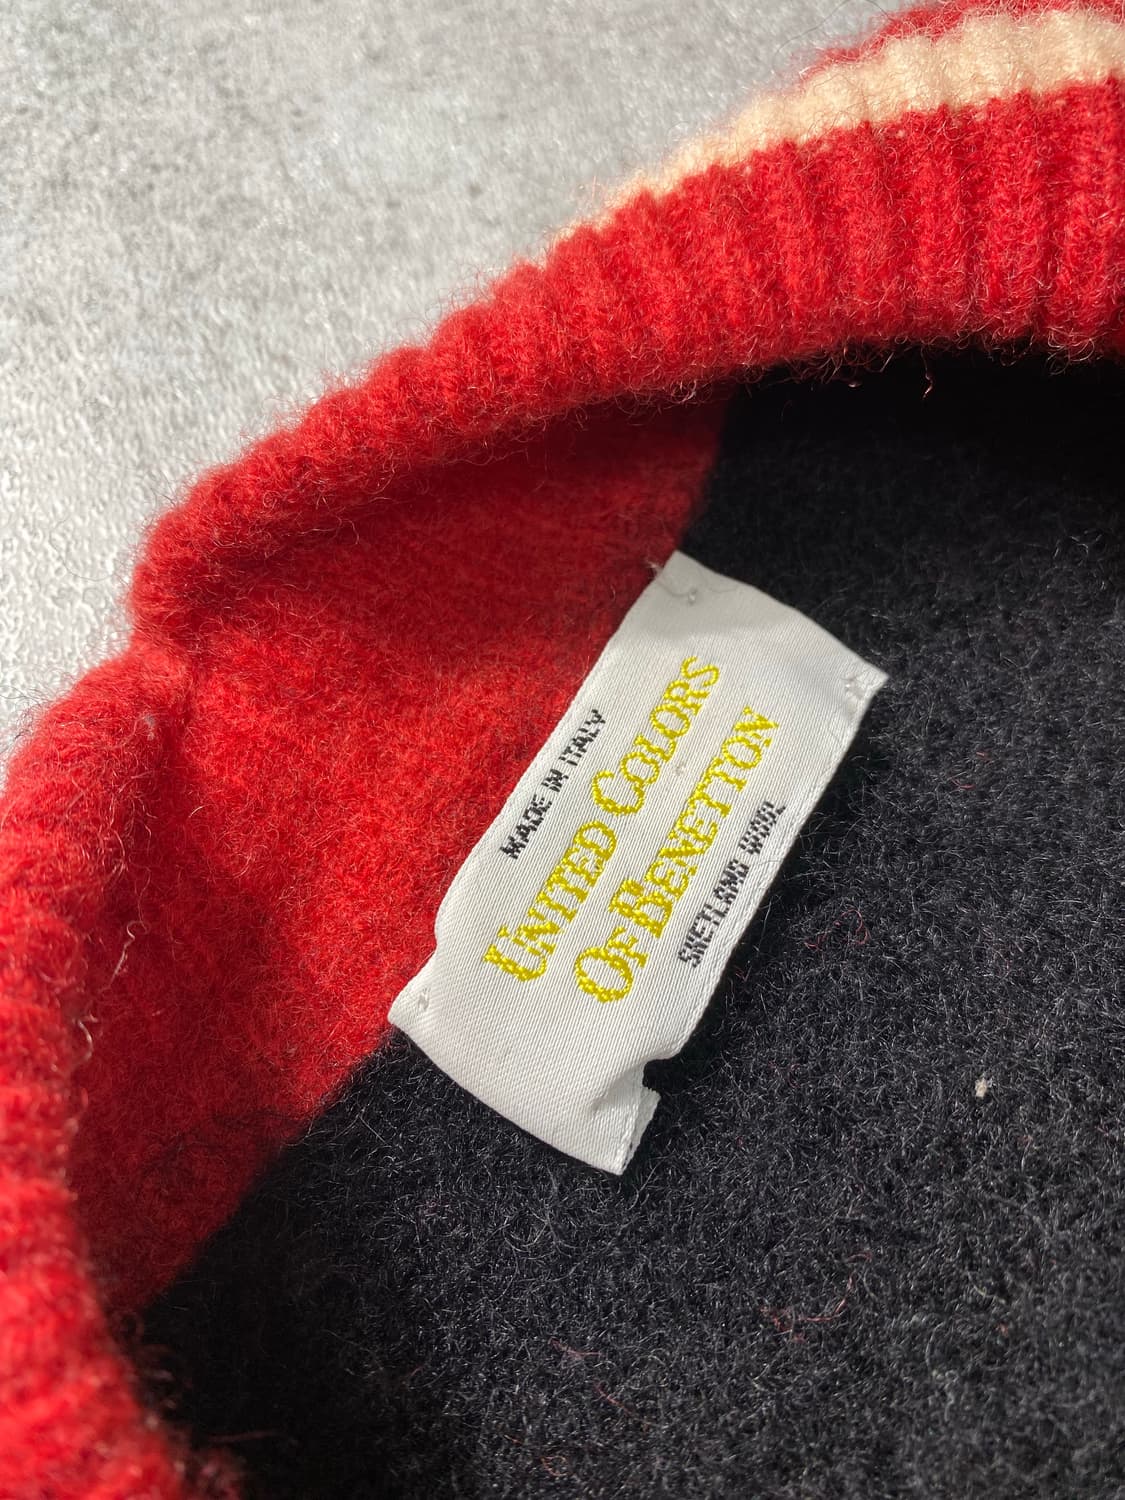 MADE IN ITALY
UNITED COLORS
OF BENETTON
SHETLAND WOOL